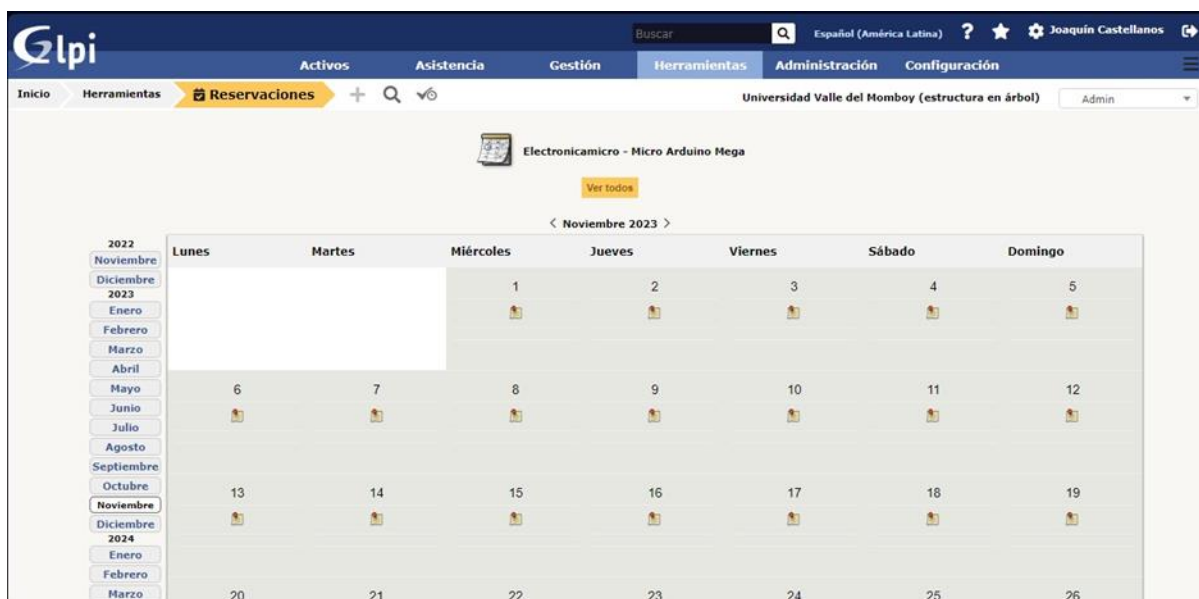 Glpi
Buscar Español (América Latina) ? Joaquín Castellanos
Activos Asistencia Gestión Herramientas Administración Configuración
Inicio Herramientas Reservaciones Universidad Valle del Momboy (estructura en árbol) Admin
Electronicamicro - Micro Arduino Mega
Ver todos
< Noviembre 2023 >
2022
Noviembre
Diciembre
2023
Enero
Febrero
Marzo
Abril
Mayo
Junio
Julio
Agosto
Septiembre
Octubre
Noviembre
Diciembre
2024
Enero
Febrero
Marzo
Lunes Martes Miércoles Jueves Viernes Sábado Domingo
1 2 3 4 5
6 7 8 9 10 11 12
13 14 15 16 17 18 19
20 21 22 23 24 25 26